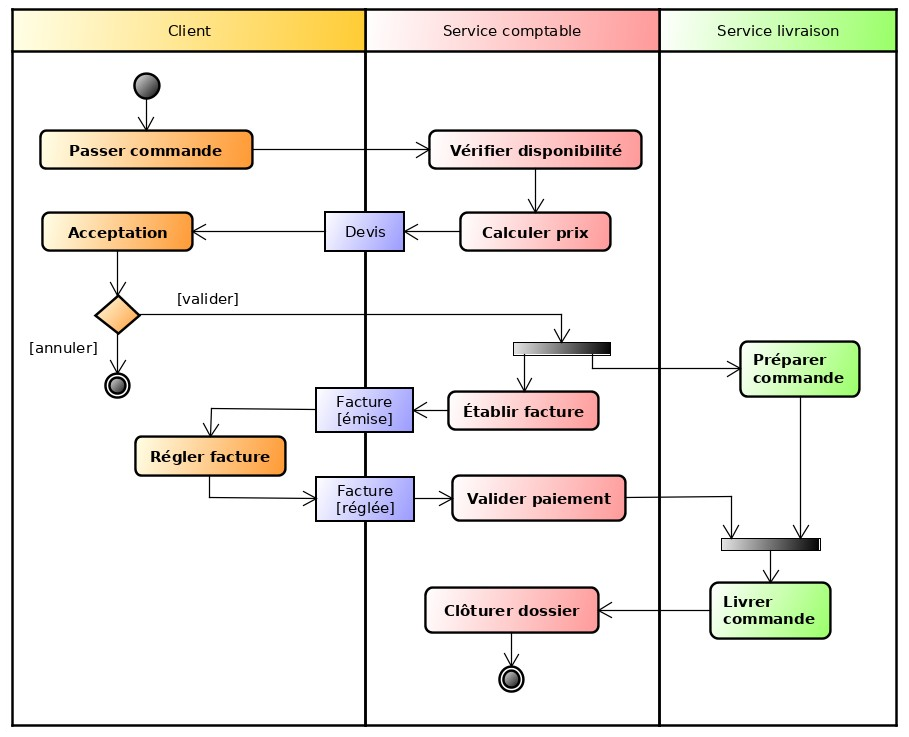 Client
Service comptable
Service livraison
Passer commande
Vérifier disponibilité
Acceptation
Devis
Calculer prix
[valider]
[annuler]
Préparer
commande
Facture
[émise]
Établir facture
Régler facture
Facture
[réglée]
Valider paiement
Clôturer dossier
Livrer
commande